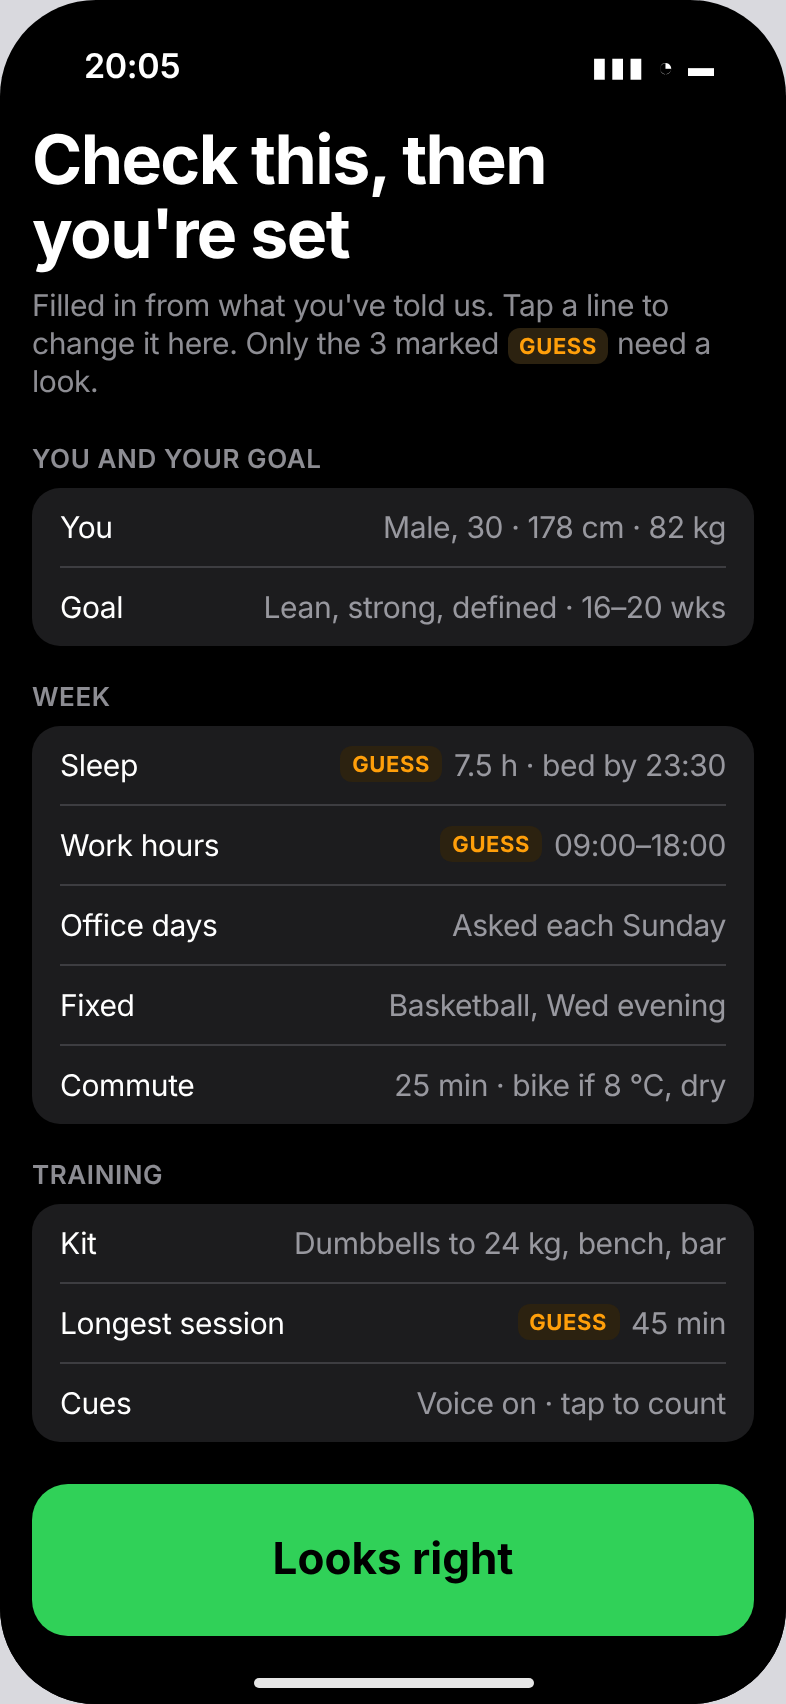 20:05
Check this, then
you're set
Filled in from what you've told us. Tap a line to
change it here. Only the 3 marked GUESS need a
look.
YOU AND YOUR GOAL
You Male, 30 · 178 cm · 82 kg
Goal Lean, strong, defined · 16–20 wks
WEEK
Sleep GUESS 7.5 h · bed by 23:30
Work hours GUESS 09:00–18:00
Office days Asked each Sunday
Fixed Basketball, Wed evening
Commute 25 min · bike if 8 °C, dry
TRAINING
Kit Dumbbells to 24 kg, bench, bar
Longest session GUESS 45 min
Cues Voice on · tap to count
Looks right